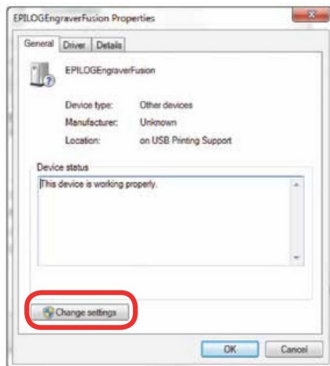 EPILOGEngraverFusion Properties
General Driver Details
EPILOGEngraverFusion
Device type: Other devices
Manufacturer: Unknown
Location: on USB Printing Support
Device status
This device is working properly.
Change settings
OK Cancel